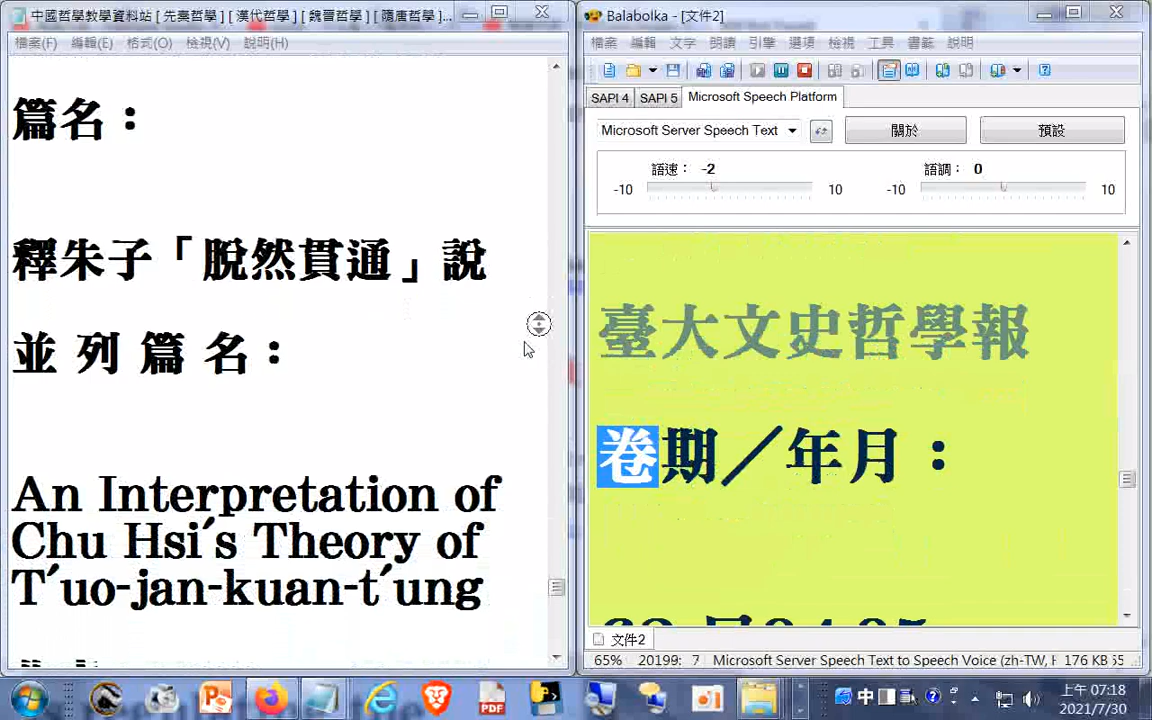 中國哲學教學資料站 [ 先秦哲學 ] [ 漢代哲學 ] [ 魏晉哲學 ] [ 隋唐哲學 ]...
檔案(F) 編輯(E) 格式(O) 檢視(V) 說明(H)
篇名：
釋朱子「脫然貫通」說
並 列 篇 名：
An Interpretation of
Chu Hsi′s Theory of
T′uo-jan-kuan-t′ung
Balabolka - [文件2]
檔案 編輯 文字 朗讀 引擎 選項 檢視 工具 書籤 說明
SAPI 4 SAPI 5 Microsoft Speech Platform
Microsoft Server Speech Text 關於 預設
語速： -2 語調： 0
-10 10 -10 10
臺大文史哲學報
卷期／年月：
文件2
65% 20199: 7 Microsoft Server Speech Text to Speech Voice (zh-TW, H 176 KB
PDF
中
上午 07:18
2021/7/30